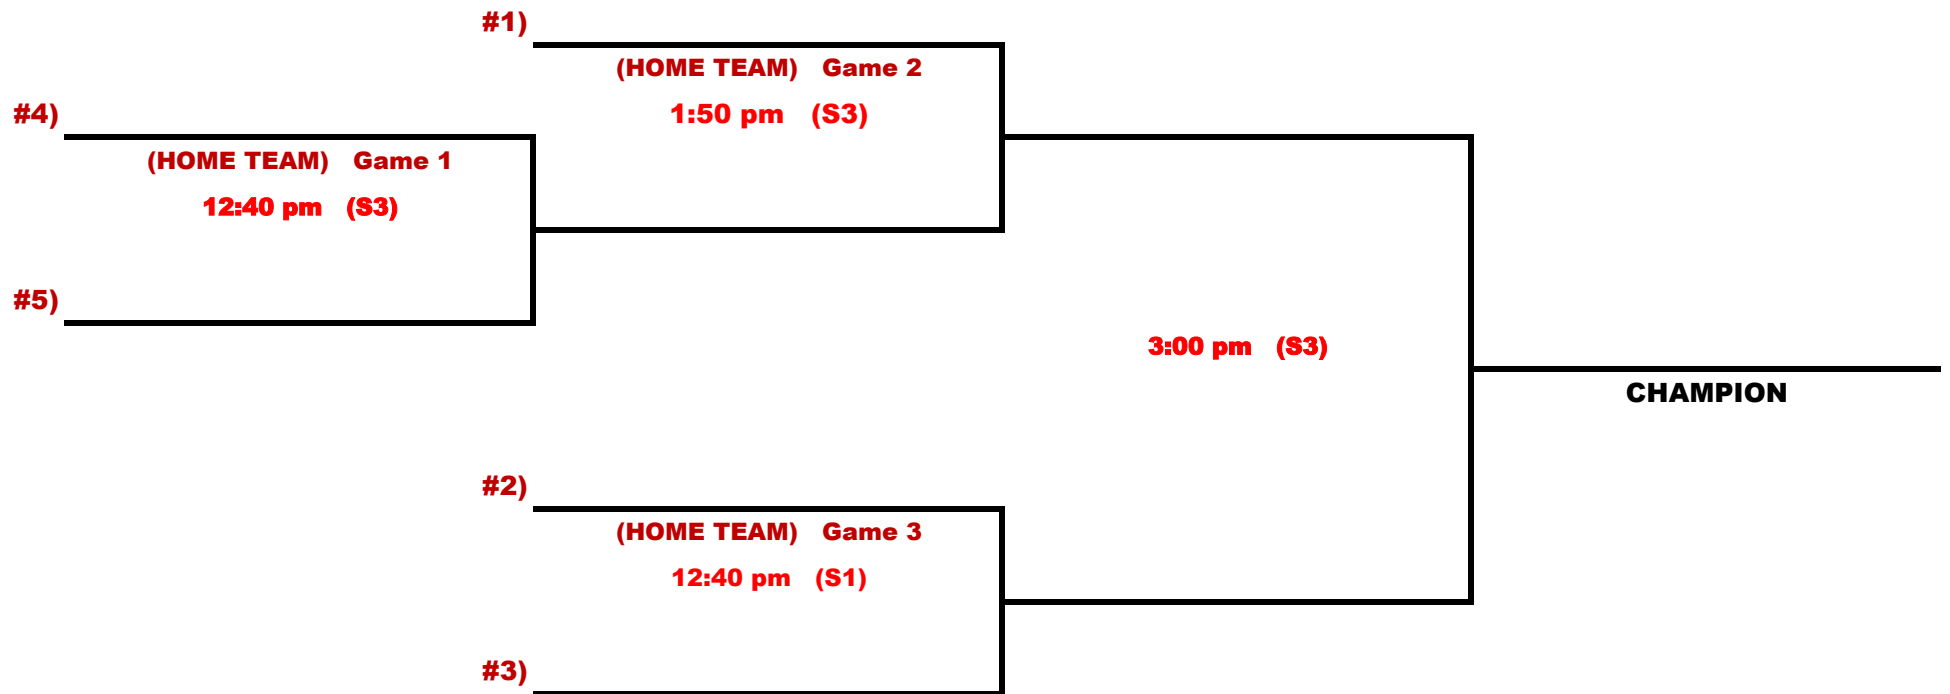 #1)
(HOME TEAM) Game 2
1:50 pm (S3)
#4)
(HOME TEAM) Game 1
12:40 pm (S3)
#5)
3:00 pm (S3)
CHAMPION
#2)
(HOME TEAM) Game 3
12:40 pm (S1)
#3)